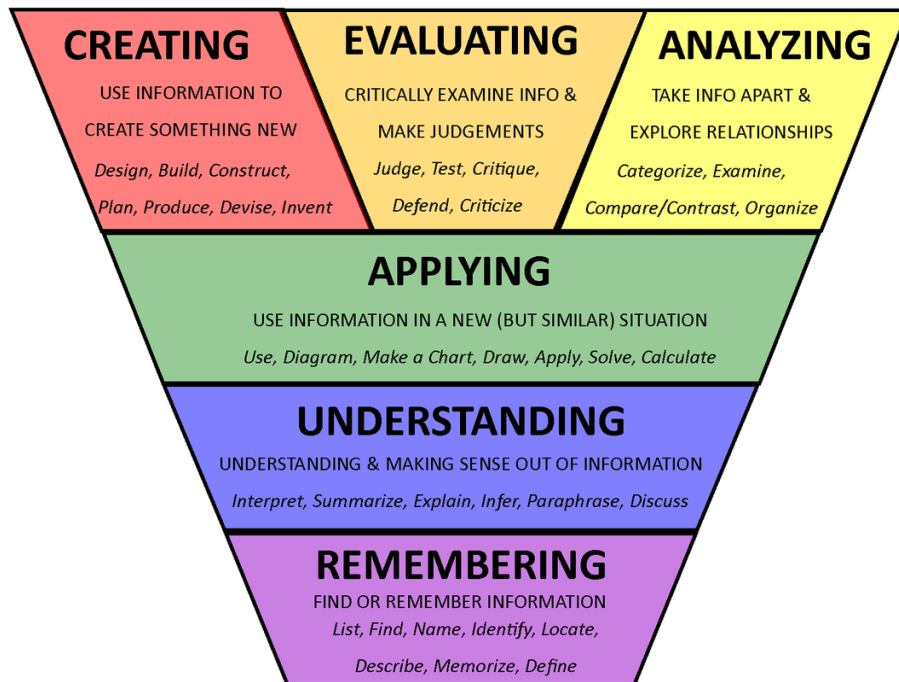 CREATING
USE INFORMATION TO
CREATE SOMETHING NEW
Design, Build, Construct,
Plan, Produce, Devise, Invent
EVALUATING
CRITICALLY EXAMINE INFO &
MAKE JUDGEMENTS
Judge, Test, Critique,
Defend, Criticize
ANALYZING
TAKE INFO APART &
EXPLORE RELATIONSHIPS
Categorize, Examine,
Compare/Contrast, Organize
APPLYING
USE INFORMATION IN A NEW (BUT SIMILAR) SITUATION
Use, Diagram, Make a Chart, Draw, Apply, Solve, Calculate
UNDERSTANDING
UNDERSTANDING & MAKING SENSE OUT OF INFORMATION
Interpret, Summarize, Explain, Infer, Paraphrase, Discuss
REMEMBERING
FIND OR REMEMBER INFORMATION
List, Find, Name, Identify, Locate,
Describe, Memorize, Define